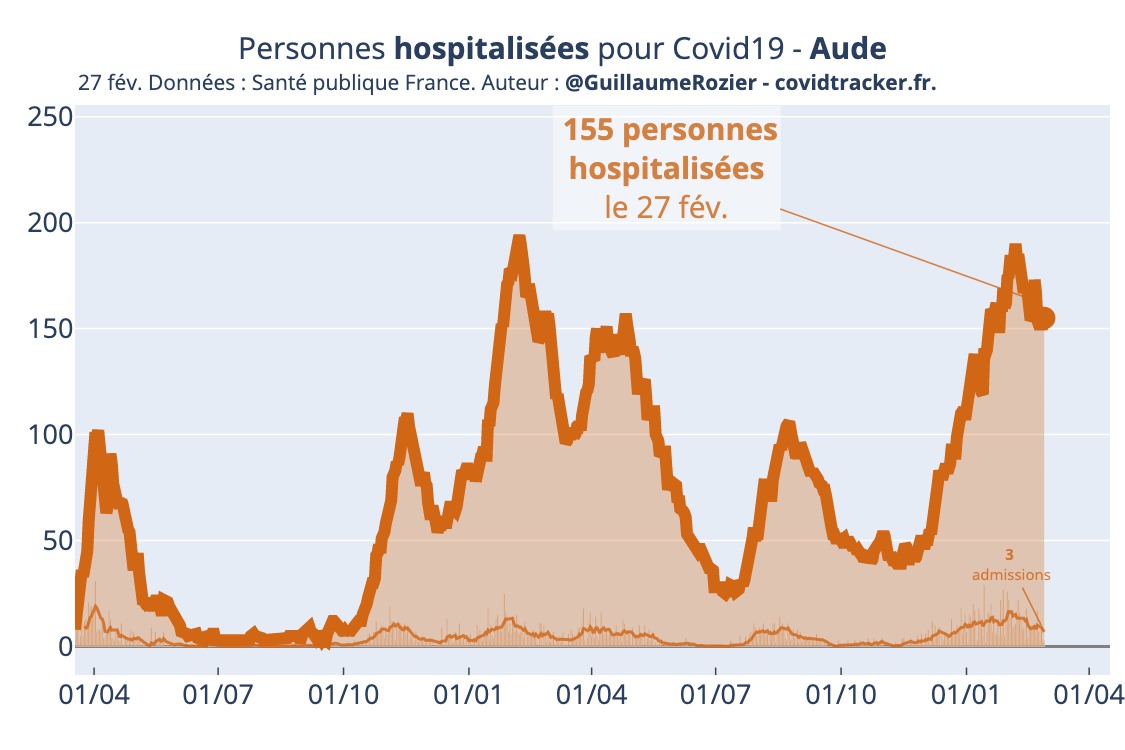 Personnes hospitalisées pour Covid19 - Aude
27 fév. Données : Santé publique France. Auteur : @GuillaumeRozier - covidtracker.fr.
250
155 personnes
hospitalisées
le 27 fév.
200
150
100
50
3
admissions
0
01/04 01/07 01/10 01/01 01/04 01/07 01/10 01/01 01/04